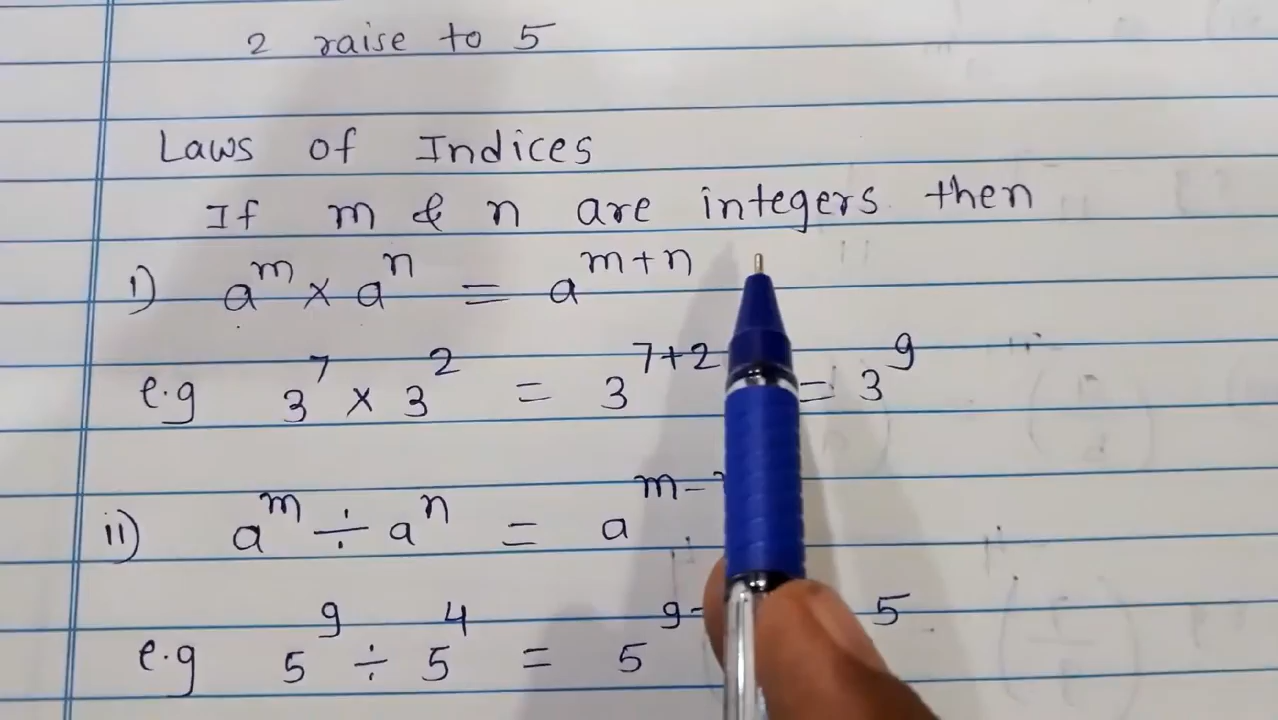 2 raise to 5
Laws of Indices
If m & n are integers then
i) a^m × a^n = a^{m+n}
e.g 3^7 × 3^2 = 3^{7+2} = 3^9
ii) a^m ÷ a^n = a^{m-
e.g 5^9 ÷ 5^4 = 5^{9- 5